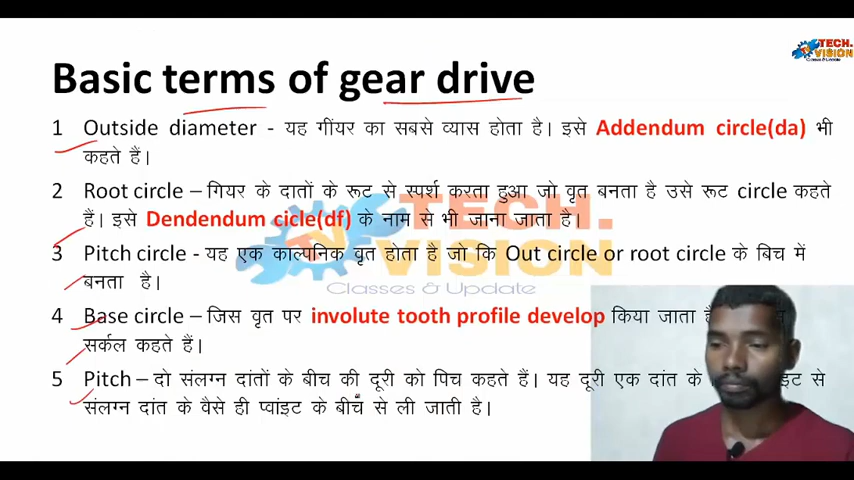 TECH.
VISION
Classes & Update
Basic terms of gear drive
1 Outside diameter - यह गींयर का सबसे व्यास होता है। इसे Addendum circle(da) भी
कहते हैं।
2 Root circle – गियर के दातों के रूट से स्पर्श करता हुआ जो वृत बनता है उसे रूट circle कहते
हैं। इसे Dendendum cicle(df) के नाम से भी जाना जाता है।
3 Pitch circle - यह एक काल्पनिक वृत होता है जो कि Out circle or root circle के बिच में
बनता है।
TECH.
VISION
Classes & Update
4 Base circle – जिस वृत पर involute tooth profile develop किया जाता
सर्कल कहते हैं।
5 Pitch – दो संलग्न दांतों के बीच की दूरी को पिच कहते हैं। यह दूरी एक दांत के से
संलग्न दांत के वैसे ही प्वांइट के बीच से ली जाती है।